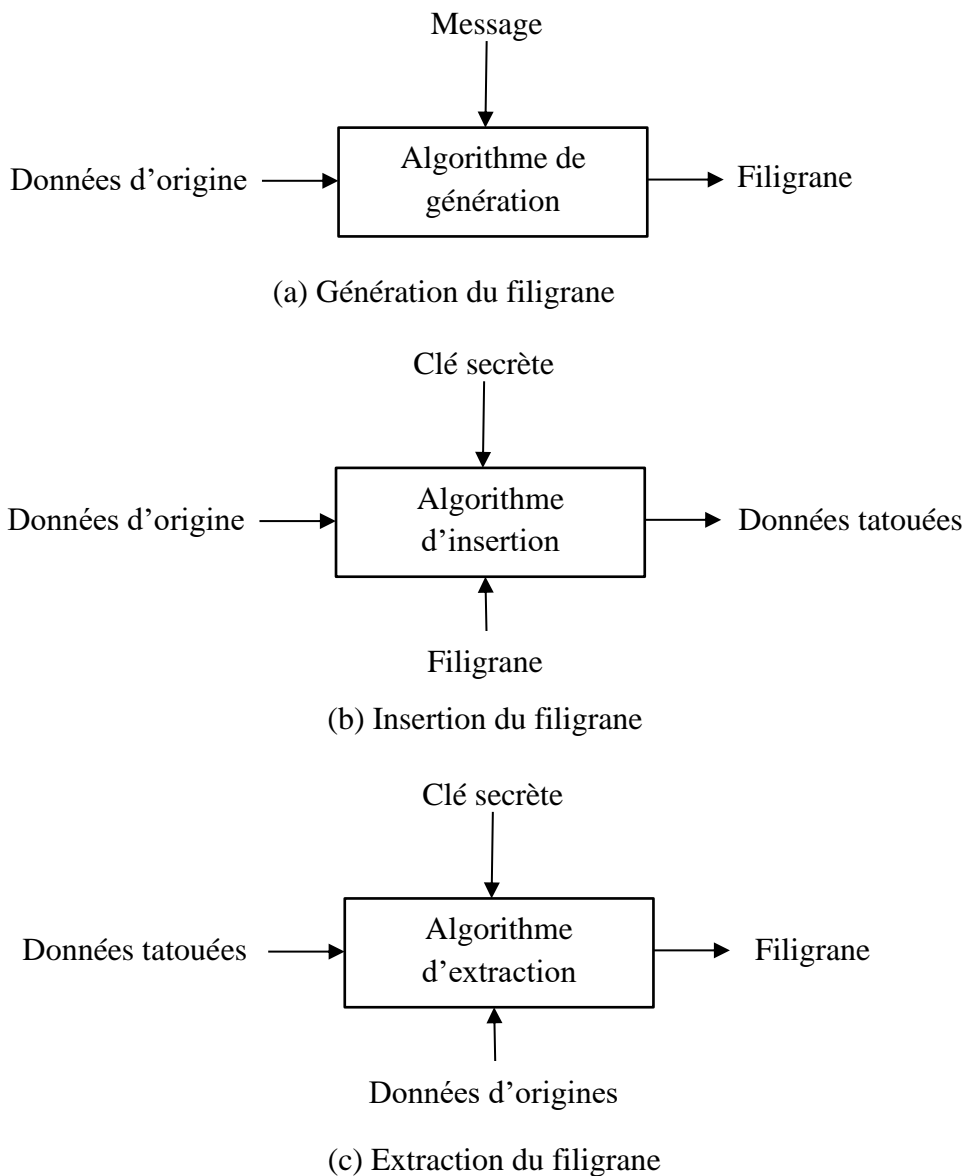 Message
Algorithme de
génération
Données d’origine
Filigrane
(a) Génération du filigrane
Clé secrète
Algorithme
d’insertion
Données d’origine
Données tatouées
Filigrane
(b) Insertion du filigrane
Clé secrète
Algorithme
d’extraction
Données tatouées
Filigrane
Données d’origines
(c) Extraction du filigrane